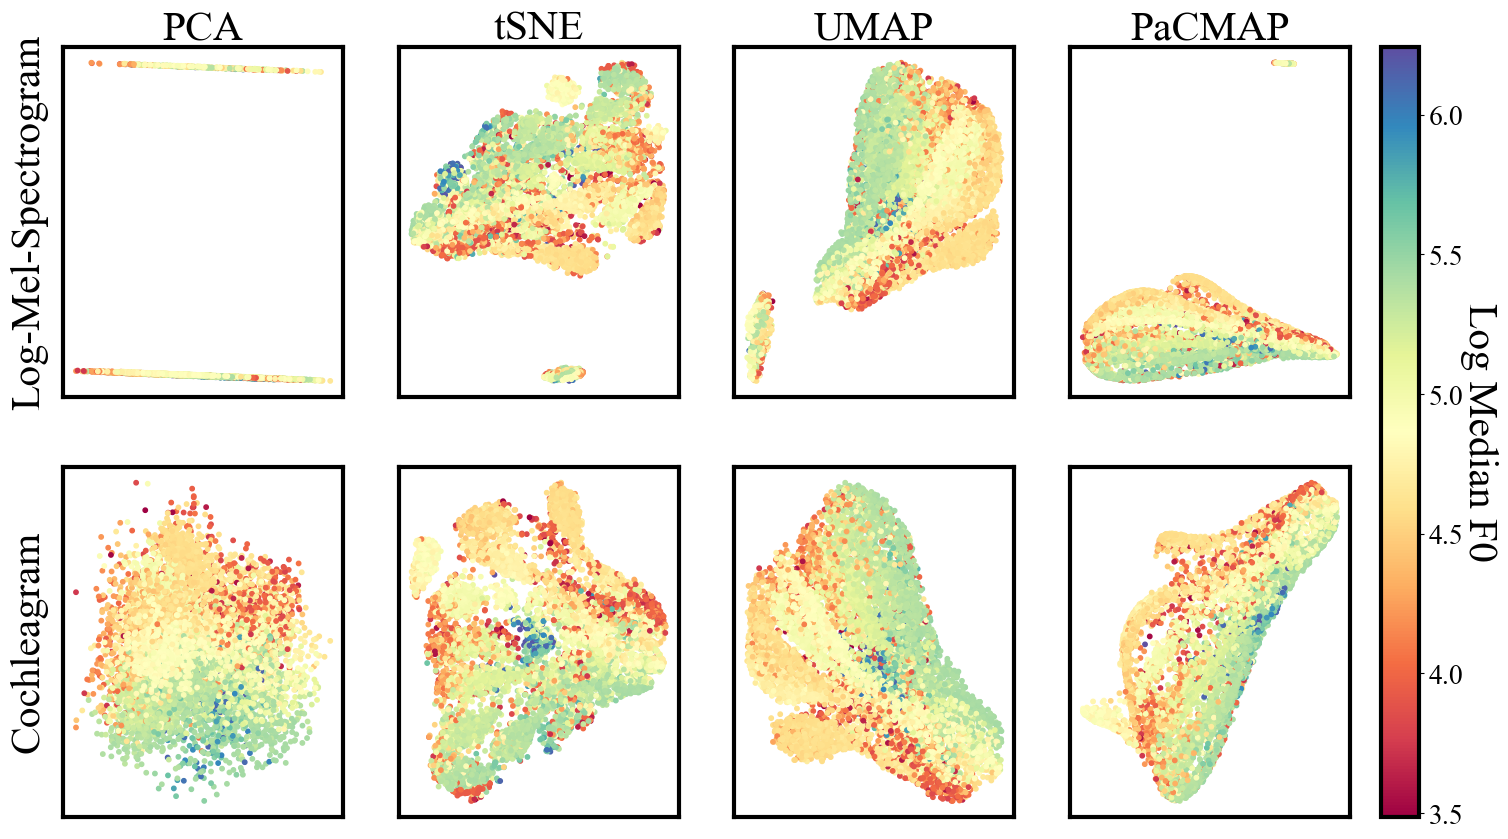 PCA
tSNE
UMAP
PaCMAP
Log-Mel-Spectrogram
Cochleagram
6.0
5.5
5.0
4.5
4.0
3.5
Log Median F0